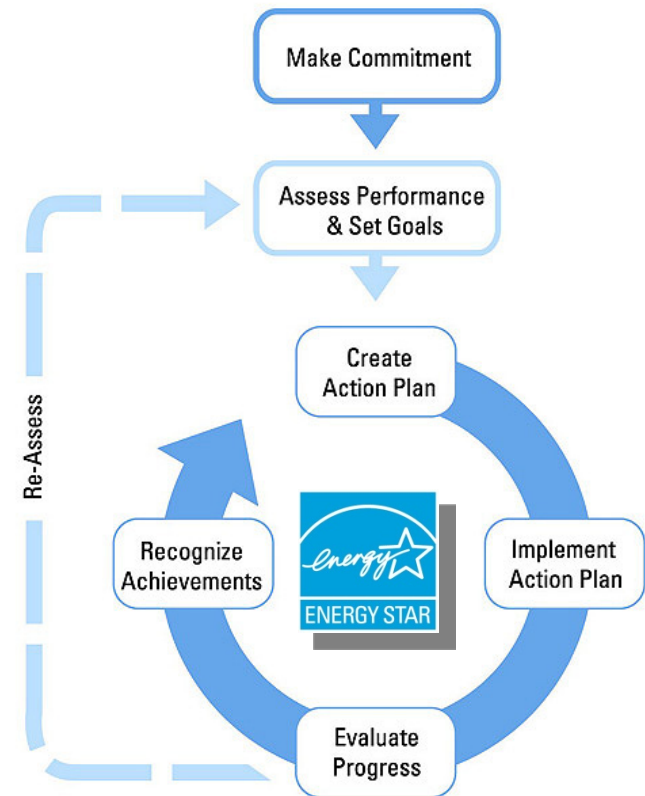 Make Commitment
Assess Performance
& Set Goals
Create
Action Plan
Re-Assess
Recognize
Achievements
energy
ENERGY STAR
Implement
Action Plan
Evaluate
Progress